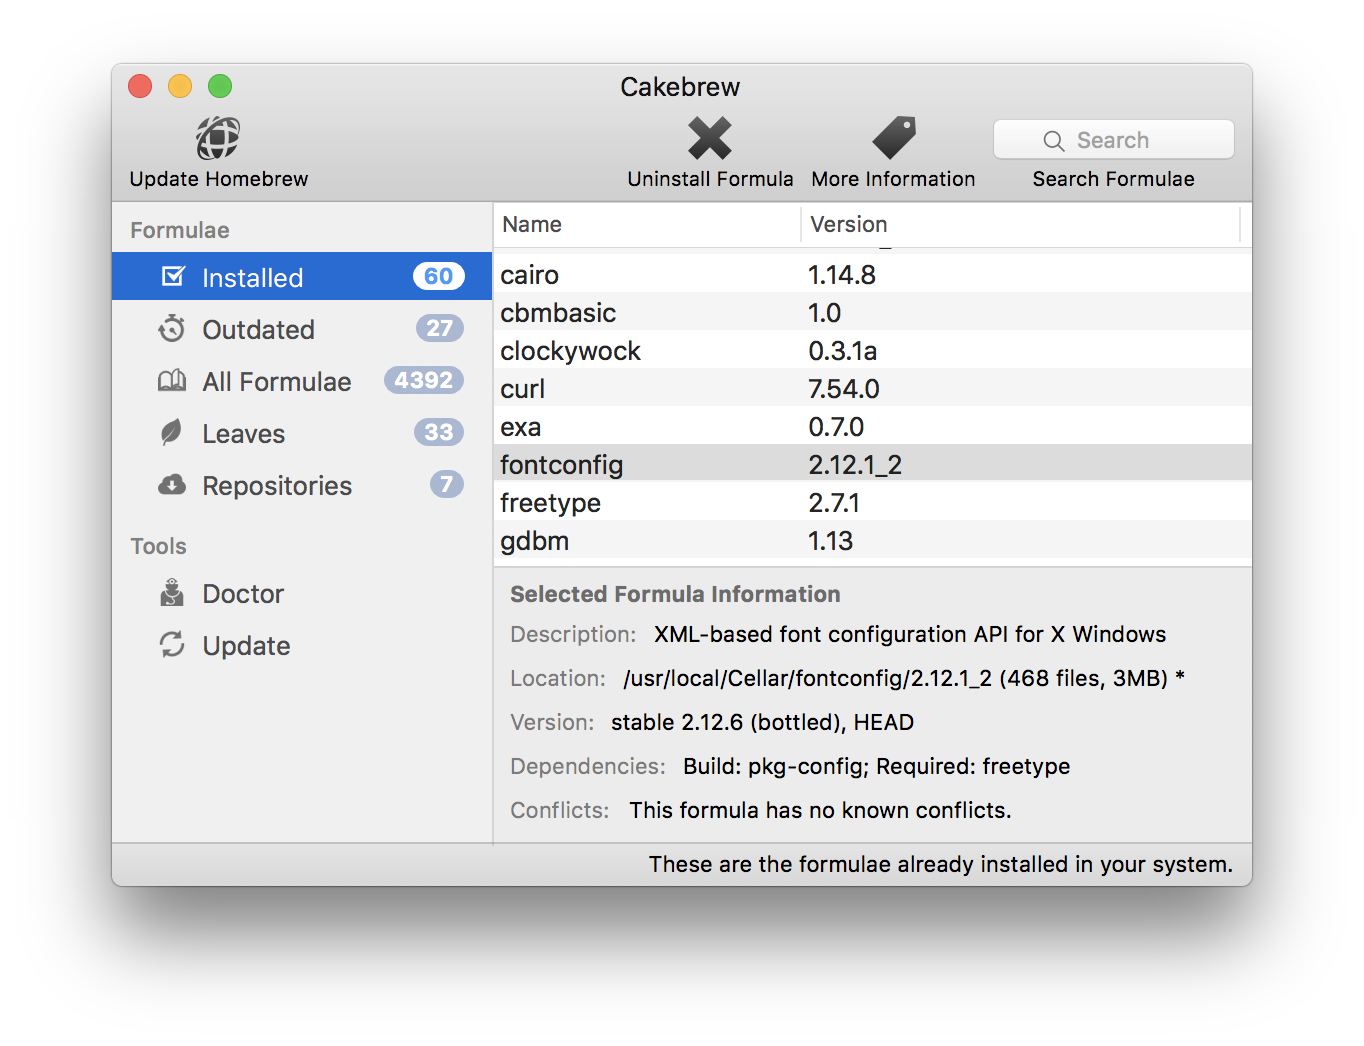 Cakebrew
Update Homebrew
Uninstall Formula
More Information
Search
Search Formulae
Formulae
Installed 60
Outdated 27
All Formulae 4392
Leaves 33
Repositories 7
Tools
Doctor
Update
Name Version
cairo 1.14.8
cbmbasic 1.0
clockywock 0.3.1a
curl 7.54.0
exa 0.7.0
fontconfig 2.12.1_2
freetype 2.7.1
gdbm 1.13
Selected Formula Information
Description: XML-based font configuration API for X Windows
Location: /usr/local/Cellar/fontconfig/2.12.1_2 (468 files, 3MB) *
Version: stable 2.12.6 (bottled), HEAD
Dependencies: Build: pkg-config; Required: freetype
Conflicts: This formula has no known conflicts.
These are the formulae already installed in your system.